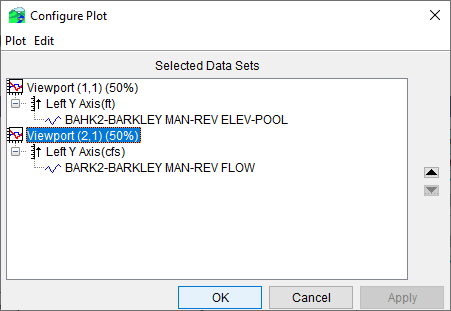 Configure Plot
Plot Edit
Selected Data Sets
Viewport (1,1) (50%)
Left Y Axis(ft)
BAHK2-BARKLEY MAN-REV ELEV-POOL
Viewport (2,1) (50%)
Left Y Axis(cfs)
BARK2-BARKLEY MAN-REV FLOW
OK Cancel Apply